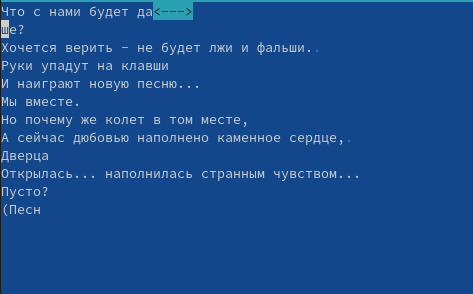 Что с нами будет да<--->
ше?
Хочется верить - не будет лжи и фальши..
Руки упадут на клавши
И наиграют новую песню...
Мы вместе.
Но почему же колет в том месте,
А сейчас дюбовью наполнено каменное сердце,.
Дверца
Открылась... наполнилась странным чувством...
Пусто?
(Песн